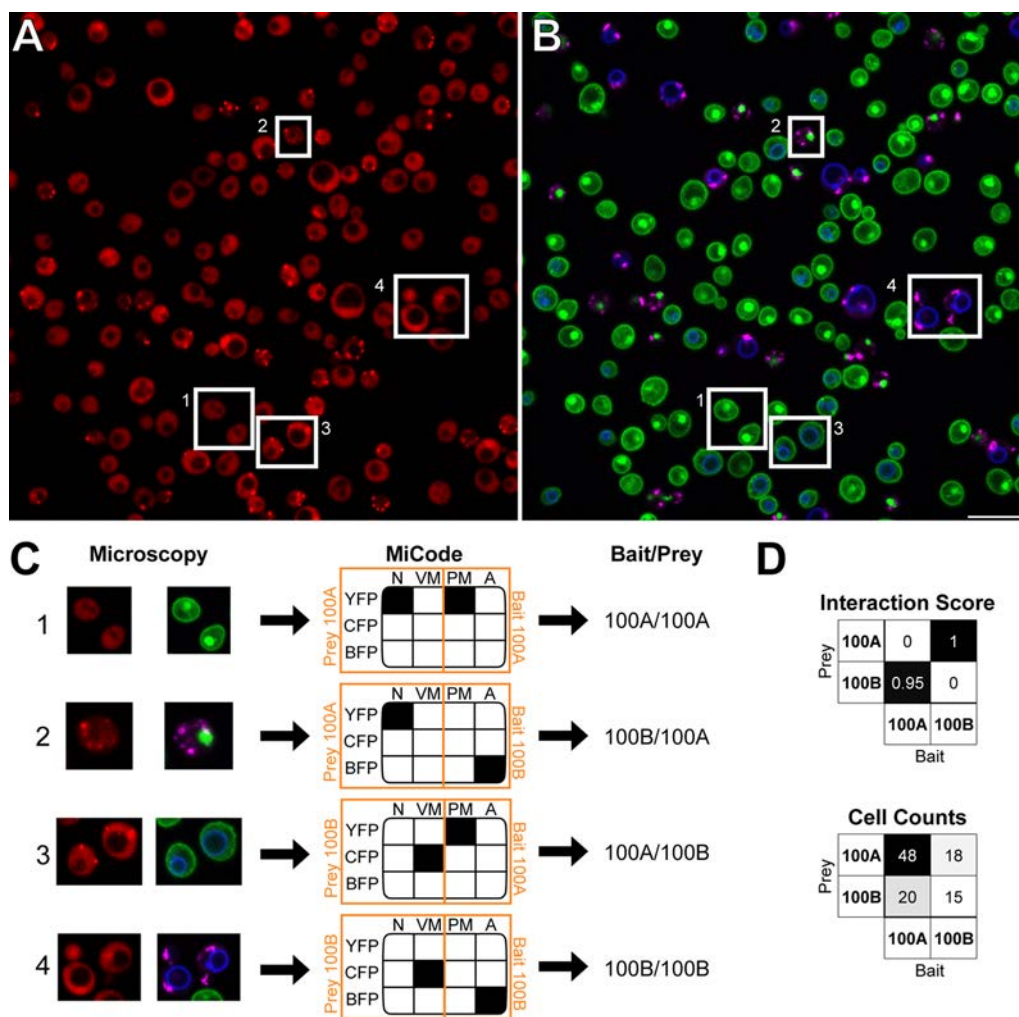 A
B
2
2
4
4
1
1
3
3
C
Microscopy
MiCode
Bait/Prey
1
N VM PM A
YFP
CFP
BFP
Prey 100A
Bait 100A
100A/100A
2
N VM PM A
YFP
CFP
BFP
Prey 100A
Bait 100B
100B/100A
3
N VM PM A
YFP
CFP
BFP
Prey 100B
Bait 100A
100A/100B
4
N VM PM A
YFP
CFP
BFP
Prey 100B
Bait 100B
100B/100B
D
Interaction Score
Prey
100A 0 1
100B 0.95 0
100A 100B
Bait
Cell Counts
Prey
100A 48 18
100B 20 15
100A 100B
Bait